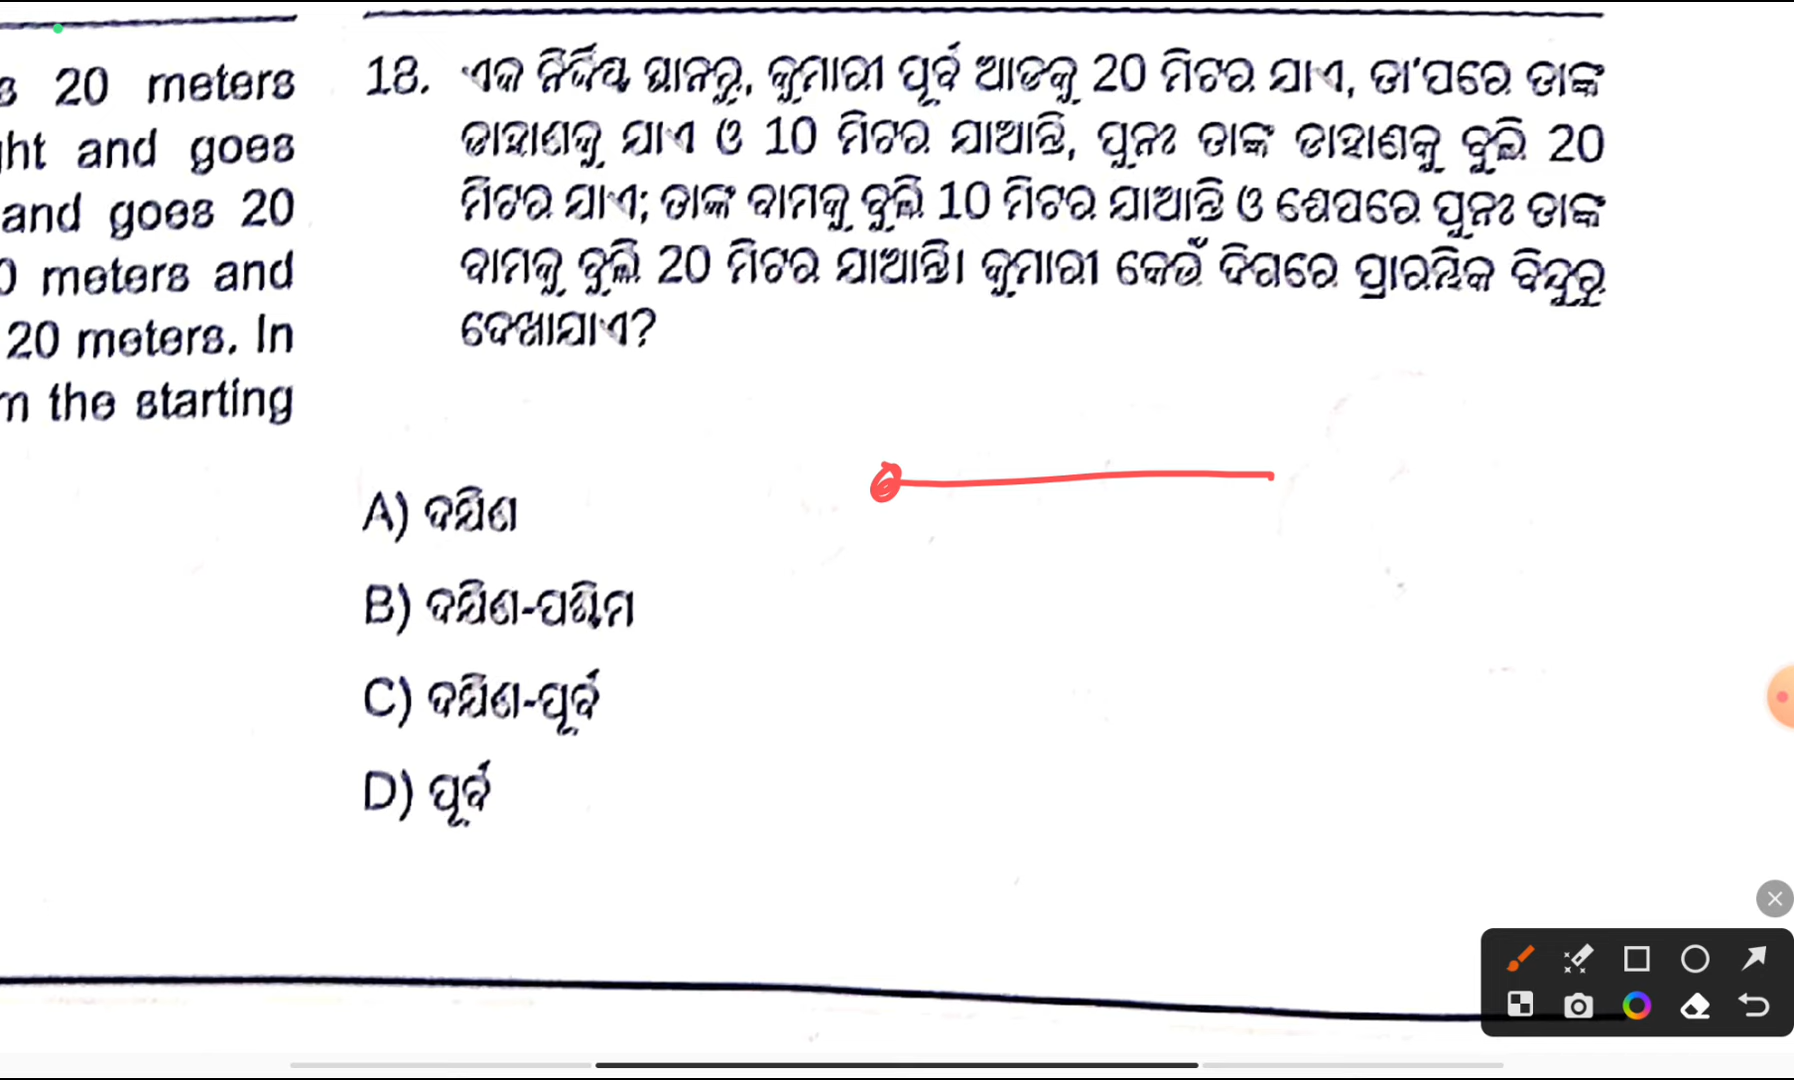 s 20 meters
ht and goes
and goes 20
0 meters and
20 meters. In
m the starting
18. ଏକ ନିର୍ଦ୍ଦିଷ୍ଟ ସ୍ଥାନରୁ, କୁମାରୀ ପୂର୍ବ ଆଡକୁ 20 ମିଟର ଯାଏ, ତା'ପରେ ତାଙ୍କ
ଡାହାଣକୁ ଯାଏ ଓ 10 ମିଟର ଯାଆନ୍ତି, ପୁନଃ ତାଙ୍କ ଡାହାଣକୁ ବୁଲି 20
ମିଟର ଯାଏ; ତାଙ୍କ ବାମକୁ ବୁଲି 10 ମିଟର ଯାଆନ୍ତି ଓ ଶେଷରେ ପୁନଃ ତାଙ୍କ
ବାମକୁ ବୁଲି 20 ମିଟର ଯାଆନ୍ତି। କୁମାରୀ କେଉଁ ଦିଗରେ ପ୍ରାରମ୍ଭିକ ବିନ୍ଦୁରୁ
ଦେଖାଯାଏ?
A) ଦକ୍ଷିଣ
B) ଦକ୍ଷିଣ-ପଶ୍ଚିମ
C) ଦକ୍ଷିଣ-ପୂର୍ବ
D) ପୂର୍ବ